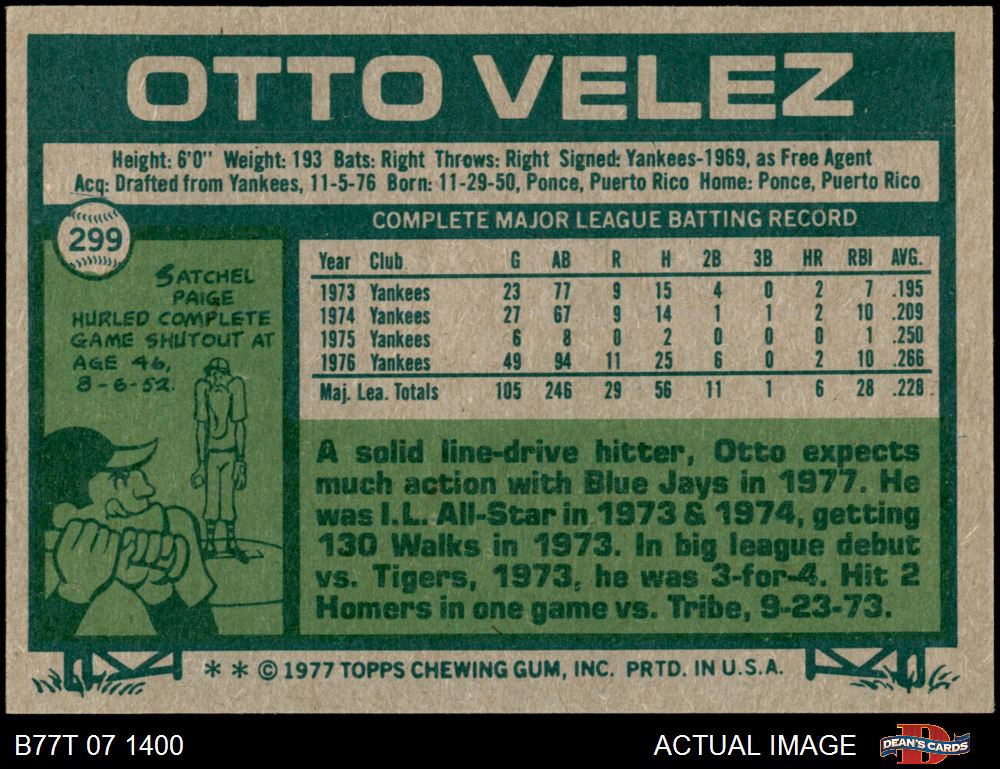 OTTO VELEZ
Height: 6'0" Weight: 193 Bats: Right Throws: Right Signed: Yankees-1969, as Free Agent
Acq: Drafted from Yankees, 11-5-76 Born: 11-29-50, Ponce, Puerto Rico Home: Ponce, Puerto Rico
299
SATCHEL
PAIGE
HURLED COMPLETE
GAME SHUTOUT AT
AGE 46,
8-6-52.
COMPLETE MAJOR LEAGUE BATTING RECORD
Year Club G AB R H 2B 3B HR RBI AVG.
1973 Yankees 23 77 9 15 4 0 2 7 .195
1974 Yankees 27 67 9 14 1 1 2 10 .209
1975 Yankees 6 8 0 2 0 0 0 1 .250
1976 Yankees 49 94 11 25 6 0 2 10 .266
Maj. Lea. Totals 105 246 29 56 11 1 6 28 .228
A solid line-drive hitter, Otto expects
much action with Blue Jays in 1977. He
was I.L. All-Star in 1973 & 1974, getting
130 Walks in 1973. In big league debut
vs. Tigers, 1973, he was 3-for-4. Hit 2
Homers in one game vs. Tribe, 9-23-73.
* * © 1977 TOPPS CHEWING GUM, INC. PRTD. IN U.S.A.
B77T 07 1400
ACTUAL IMAGE
B
DEAN'S CARDS